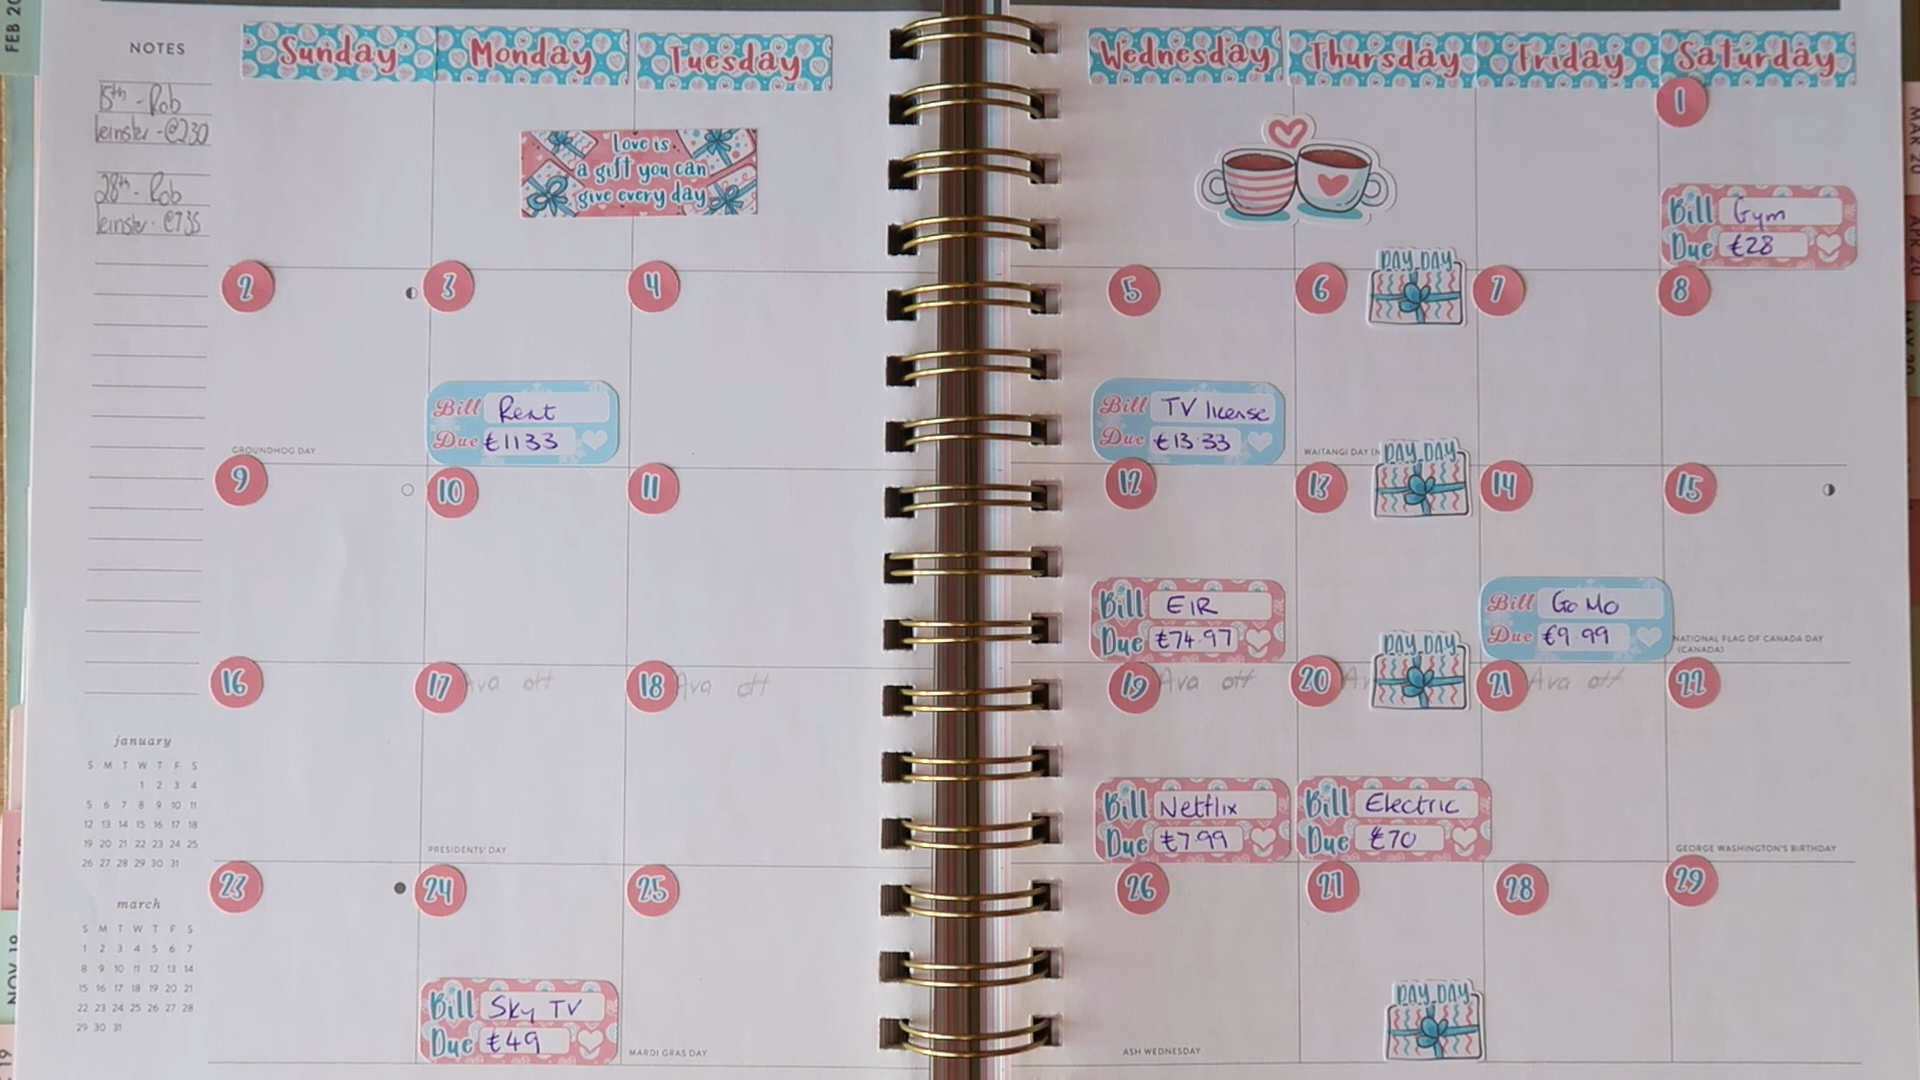 FEB 20
NOTES
15th - Rob
leinster - @230
28th - Rob
leinster - @735
Sunday
Monday
Tuesday
Wednesday
Thursday
Friday
Saturday
Love is
a gift you can
give every day
1
Bill Gym
Due €28
2
3
4
5
6
PAY DAY
7
8
GROUNDHOG DAY
Bill Rent
Due €1133
Bill TV license
Due €13.33
WAITANGI DAY (N
9
10
11
12
13
PAY DAY
14
15
Bill EIR
Due €74.97
Bill Go Mo
Due €9.99
NATIONAL FLAG OF CANADA DAY
(CANADA)
16
17 Ava off
18 Ava off
19 Ava off
20 Av
PAY DAY
21 Ava off
22
PRESIDENTS' DAY
Bill Netflix
Due €7.99
Bill Electric
Due €70
GEORGE WASHINGTON'S BIRTHDAY
23
24
25
26
27
28
29
Bill Sky TV
Due €49
MARDI GRAS DAY
ASH WEDNESDAY
PAY DAY
january
S M T W T F S
1 2 3 4
5 6 7 8 9 10 11
12 13 14 15 16 17 18
19 20 21 22 23 24 25
26 27 28 29 30 31
march
S M T W T F S
1 2 3 4 5 6 7
8 9 10 11 12 13 14
15 16 17 18 19 20 21
22 23 24 25 26 27 28
29 30 31
NOV 19
MAR 20
APR 20